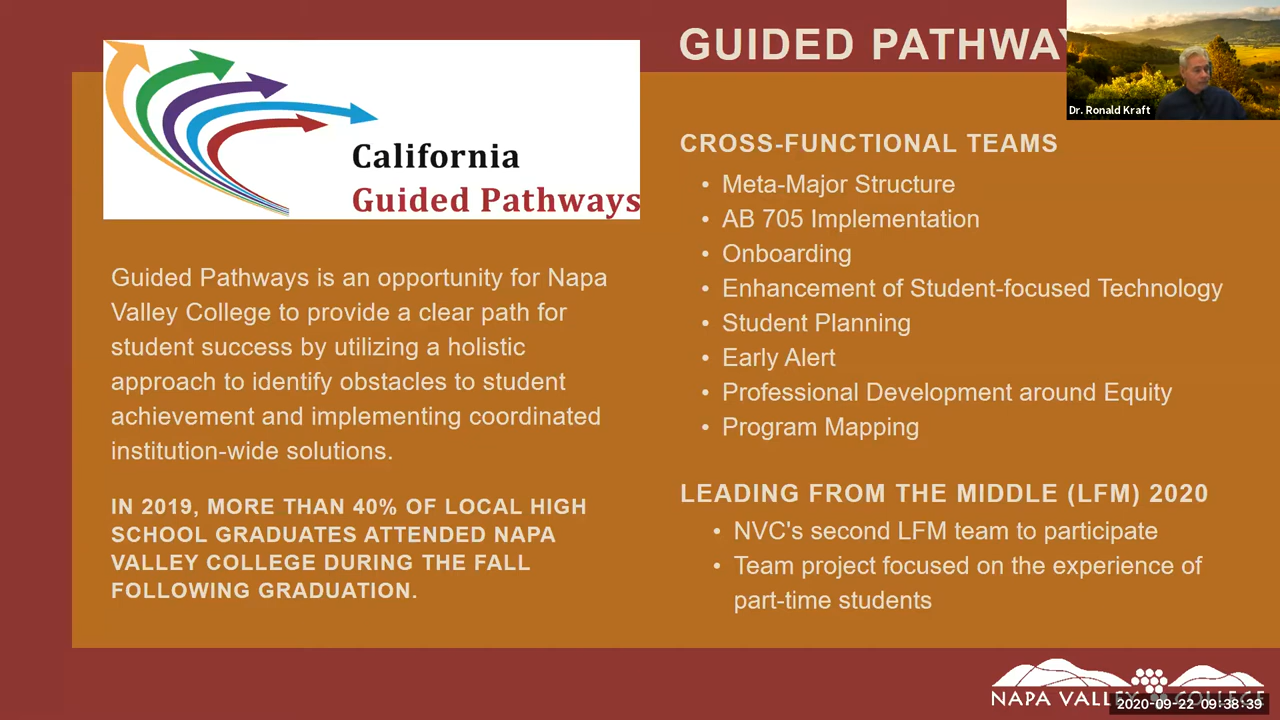 GUIDED PATHWAY
Dr. Ronald Kraft
California
Guided Pathways
Guided Pathways is an opportunity for Napa
Valley College to provide a clear path for
student success by utilizing a holistic
approach to identify obstacles to student
achievement and implementing coordinated
institution-wide solutions.
IN 2019, MORE THAN 40% OF LOCAL HIGH
SCHOOL GRADUATES ATTENDED NAPA
VALLEY COLLEGE DURING THE FALL
FOLLOWING GRADUATION.
CROSS-FUNCTIONAL TEAMS
• Meta-Major Structure
• AB 705 Implementation
• Onboarding
• Enhancement of Student-focused Technology
• Student Planning
• Early Alert
• Professional Development around Equity
• Program Mapping
LEADING FROM THE MIDDLE (LFM) 2020
• NVC's second LFM team to participate
• Team project focused on the experience of
part-time students
NAPA VALLEY COLLEGE
2020-09-22 09:38:39